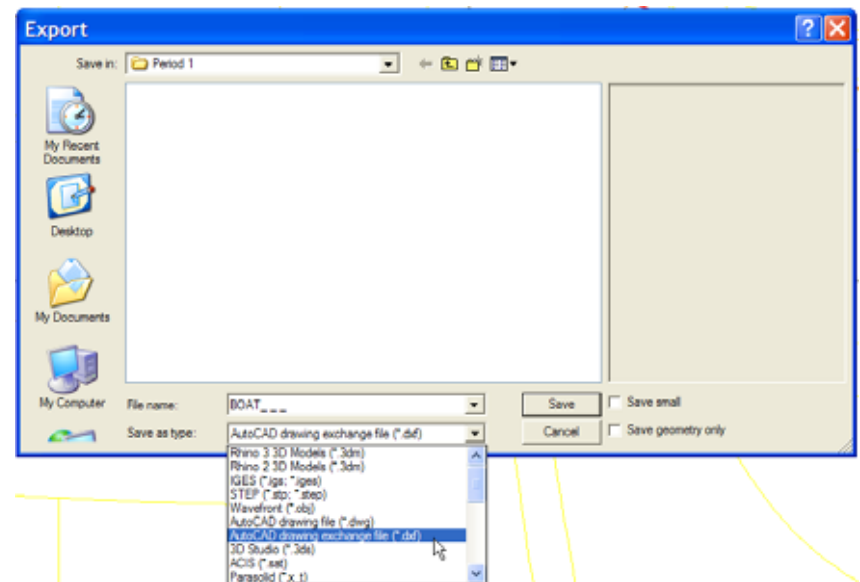 Export
Save in:
Period 1
My Recent
Documents
Desktop
My Documents
My Computer
File name:
BOAT_ _ _
Save
Save small
Save as type:
AutoCAD drawing exchange file (*.dxf)
Cancel
Save geometry only
Rhino 3 3D Models (*.3dm)
Rhino 2 3D Models (*.3dm)
IGES (*.igs; *.iges)
STEP (*.stp; *.step)
Wavefront (*.obj)
AutoCAD drawing file (*.dwg)
AutoCAD drawing exchange file (*.dxf)
3D Studio (*.3ds)
ACIS (*.sat)
Parasolid (*.x_t)